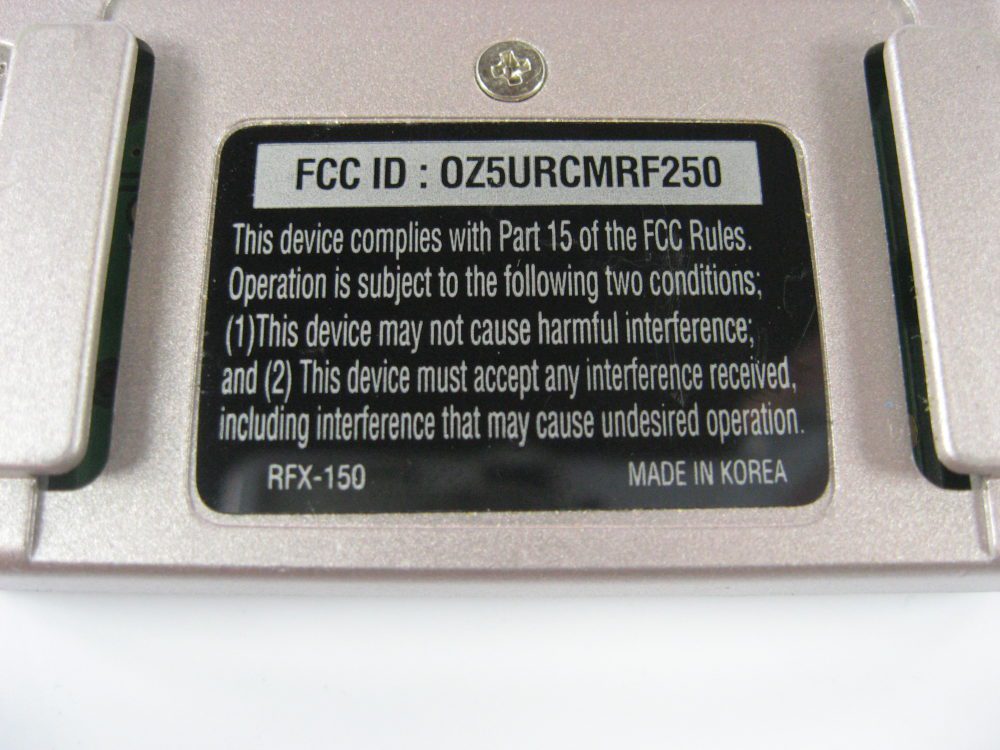 FCC ID : OZ5URCMRF250
This device complies with Part 15 of the FCC Rules.
Operation is subject to the following two conditions;
(1)This device may not cause harmful interference;
and (2) This device must accept any interference received,
including interference that may cause undesired operation.
RFX-150 MADE IN KOREA